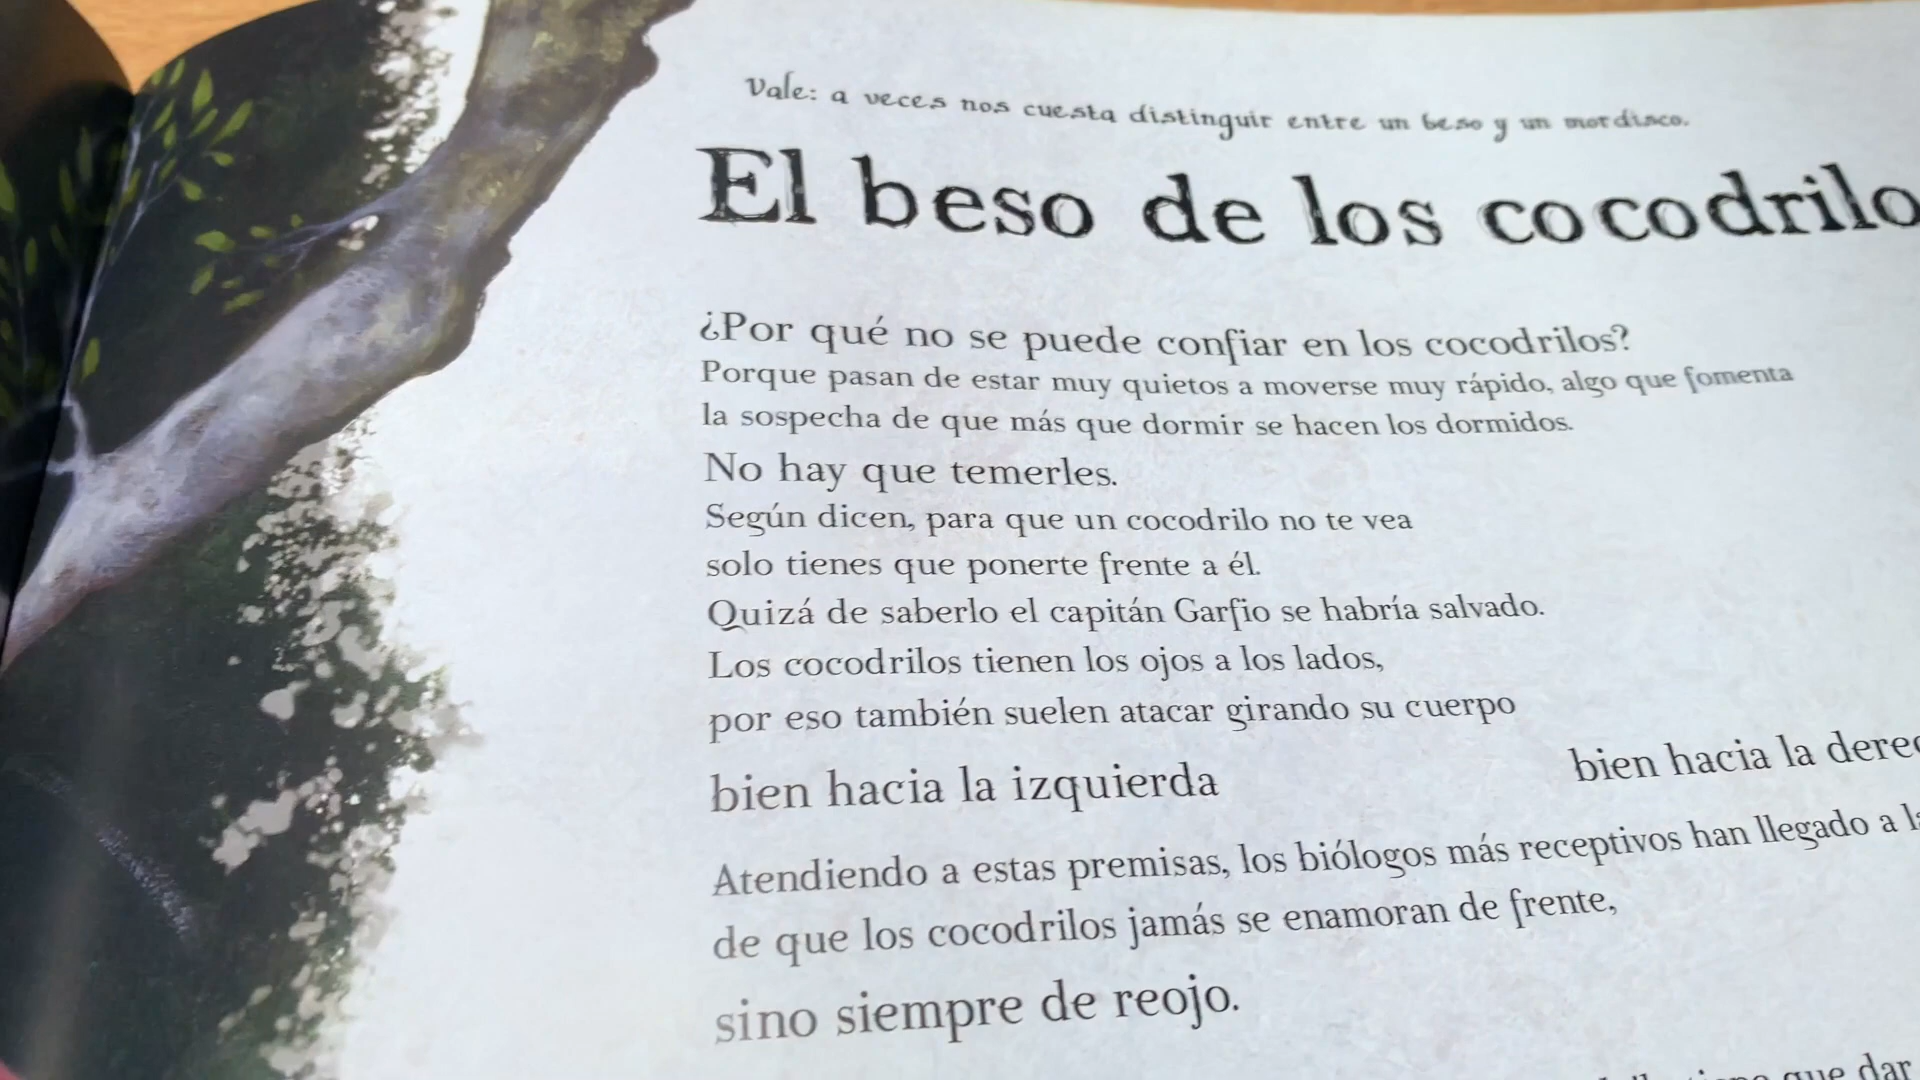 Vale: a veces nos cuesta distinguir entre un beso y un mordisco.
El beso de los cocodrilo
¿Por qué no se puede confiar en los cocodrilos?
Porque pasan de estar muy quietos a moverse muy rápido, algo que fomenta
la sospecha de que más que dormir se hacen los dormidos.
No hay que temerles.
Según dicen, para que un cocodrilo no te vea
solo tienes que ponerte frente a él.
Quizá de saberlo el capitán Garfio se habría salvado.
Los cocodrilos tienen los ojos a los lados,
por eso también suelen atacar girando su cuerpo
bien hacia la izquierda bien hacia la derec
Atendiendo a estas premisas, los biólogos más receptivos han llegado a la
de que los cocodrilos jamás se enamoran de frente,
sino siempre de reojo.
que dar